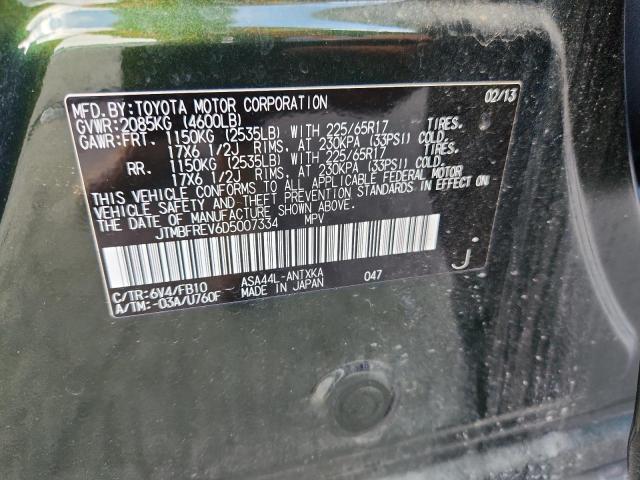 MFD. BY: TOYOTA MOTOR CORPORATION 02/13
GVWR: 2085KG (4600LB)
GAWR: FRT. 1150KG (2535LB) WITH 225/65R17 TIRES,
17X6 1/2J RIMS, AT 230KPA (33PSI) COLD.
RR. 1150KG (2535LB) WITH 225/65R17 TIRES,
17X6 1/2J RIMS, AT 230KPA (33PSI) COLD.
THIS VEHICLE CONFORMS TO ALL APPLICABLE FEDERAL MOTOR
VEHICLE SAFETY AND THEFT PREVENTION STANDARDS IN EFFECT ON
THE DATE OF MANUFACTURE SHOWN ABOVE.
JTMBFREV6D5007334 MPV
C/TR: 6V4/FB10 ASA44L-ANTXKA 047 J
A/TM: -03A/U760F MADE IN JAPAN